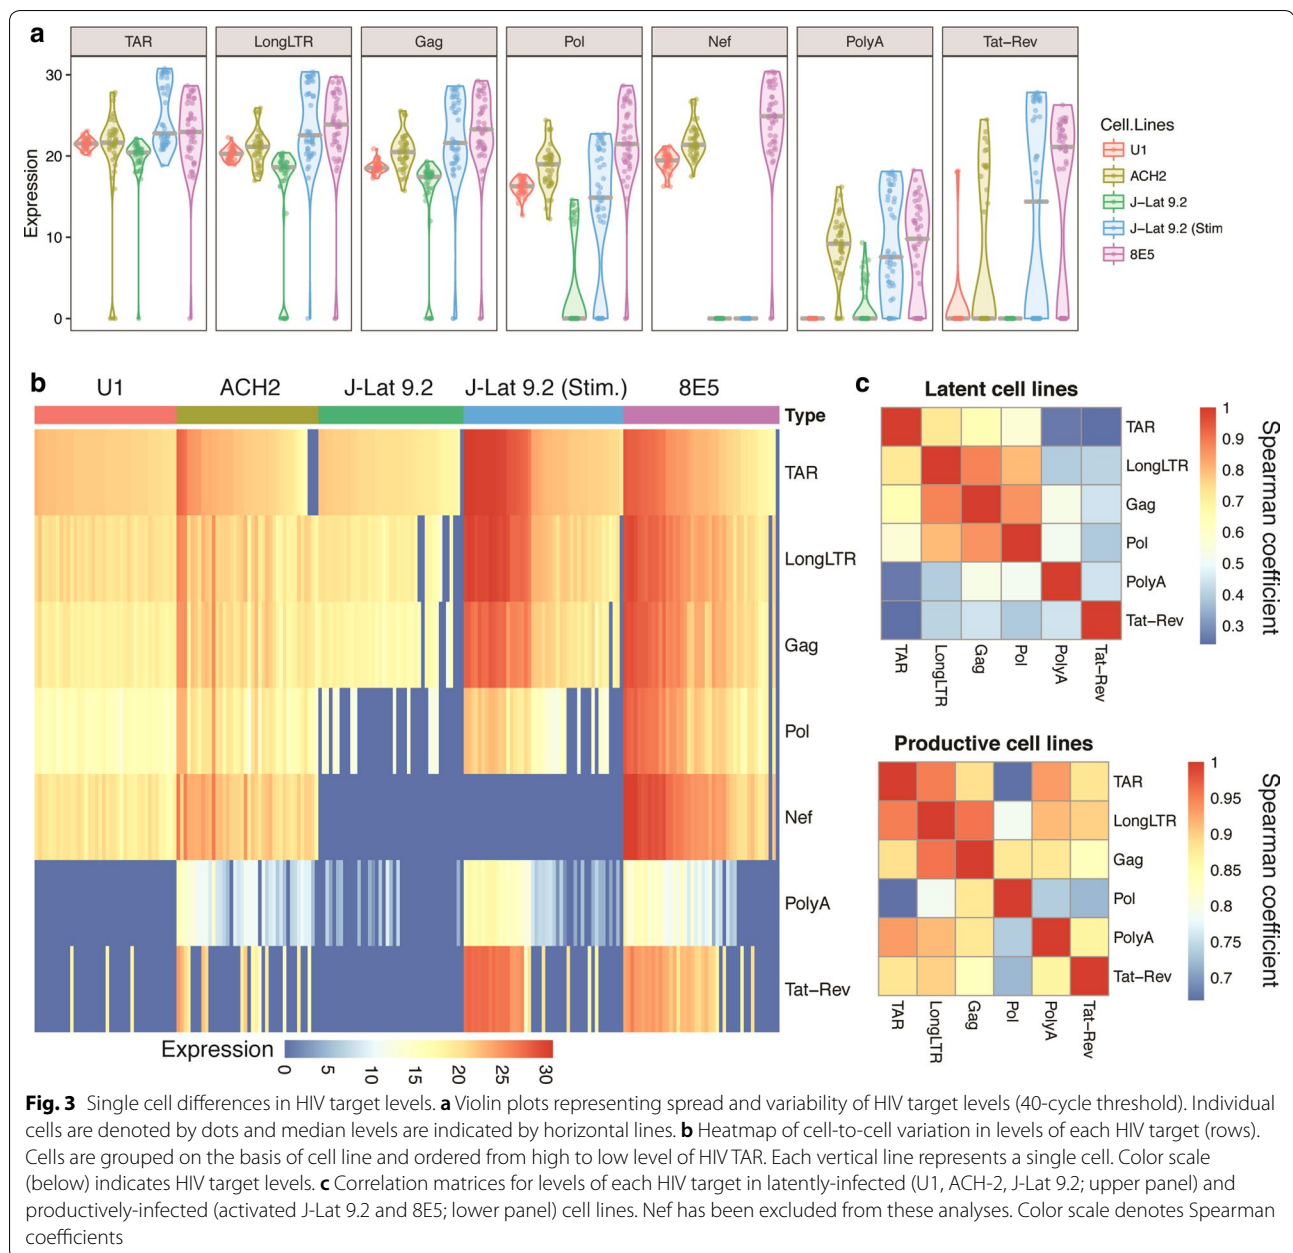 a
TAR LongLTR Gag Pol Nef PolyA Tat–Rev
30
20
10
0
Expression
Cell.Lines
U1
ACH2
J–Lat 9.2
J–Lat 9.2 (Stim
8E5
b
U1 ACH2 J-Lat 9.2 J-Lat 9.2 (Stim.) 8E5
Type
TAR
LongLTR
Gag
Pol
Nef
PolyA
Tat–Rev
Expression
0 5 10 15 20 25 30
c
Latent cell lines
TAR
LongLTR
Gag
Pol
PolyA
Tat–Rev
TAR LongLTR Gag Pol PolyA Tat–Rev
1
0.9
0.8
0.7
0.6
0.5
0.4
0.3
Spearman coefficient
Productive cell lines
TAR
LongLTR
Gag
Pol
PolyA
Tat–Rev
TAR LongLTR Gag Pol PolyA Tat–Rev
1
0.95
0.9
0.85
0.8
0.75
0.7
Spearman coefficient
Fig. 3 Single cell differences in HIV target levels. a Violin plots representing spread and variability of HIV target levels (40-cycle threshold). Individual
cells are denoted by dots and median levels are indicated by horizontal lines. b Heatmap of cell-to-cell variation in levels of each HIV target (rows).
Cells are grouped on the basis of cell line and ordered from high to low level of HIV TAR. Each vertical line represents a single cell. Color scale
(below) indicates HIV target levels. c Correlation matrices for levels of each HIV target in latently-infected (U1, ACH-2, J-Lat 9.2; upper panel) and
productively-infected (activated J-Lat 9.2 and 8E5; lower panel) cell lines. Nef has been excluded from these analyses. Color scale denotes Spearman
coefficients